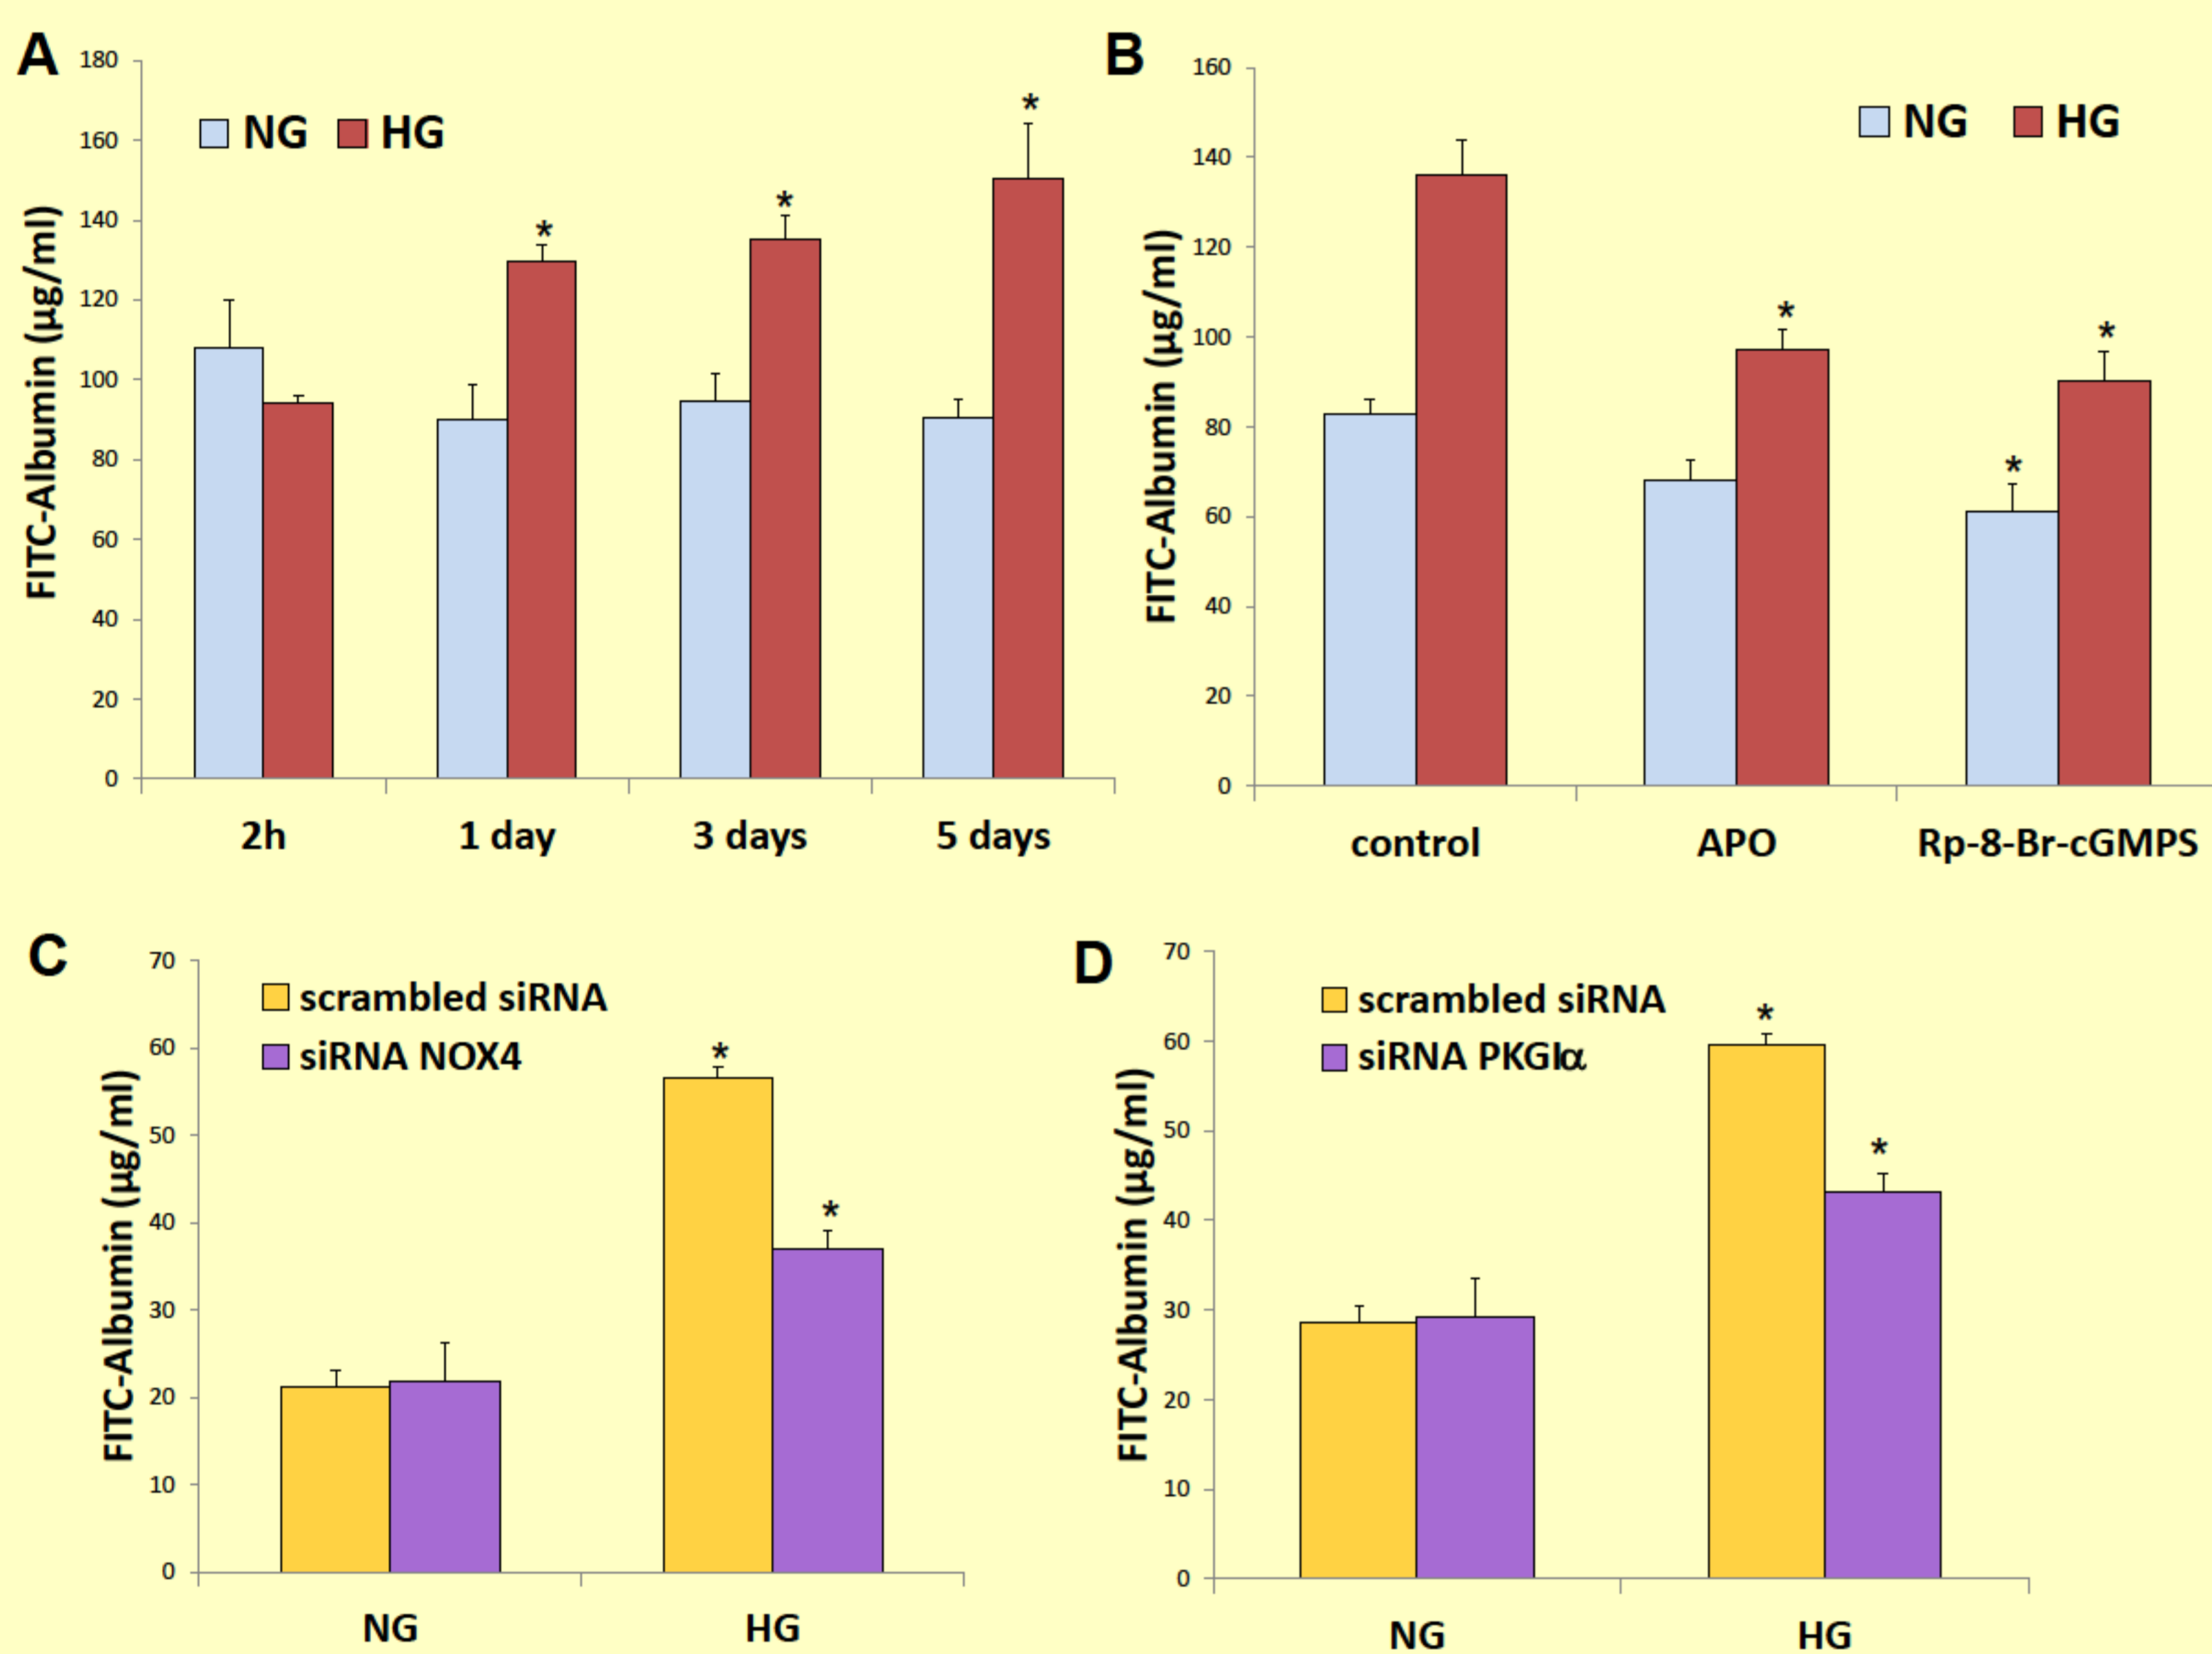 A
FITC-Albumin (µg/ml)
180
160
140
120
100
80
60
40
20
0
NG HG
*
*
*
2h 1 day 3 days 5 days
B
FITC-Albumin (µg/ml)
160
140
120
100
80
60
40
20
0
NG HG
*
*
*
control APO Rp-8-Br-cGMPS
C
FITC-Albumin (µg/ml)
70
60
50
40
30
20
10
0
scrambled siRNA
siRNA NOX4
*
*
NG HG
D
FITC-Albumin (µg/ml)
70
60
50
40
30
20
10
0
scrambled siRNA
siRNA PKGIα
*
*
NG HG